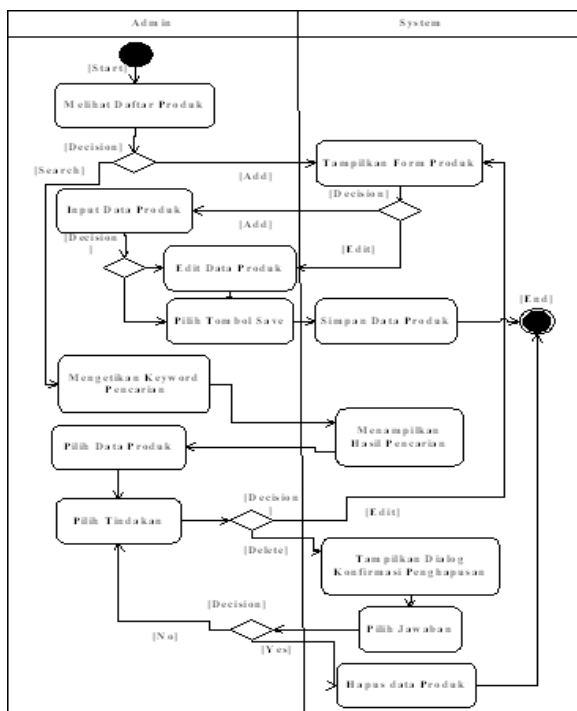 Admin
System
[Start]
Melihat Daftar Produk
[Decision]
[Search]
[Add]
Tampilkan Form Produk
[Decision]
Input Data Produk
[Add]
[Decision
]
[Edit]
Edit Data Produk
[End]
Pilih Tombol Save
Simpan Data Produk
Mengetikan Keyword
Pencarian
Menampilkan
Hasil Pencarian
Pilih Data Produk
[Decision
]
Pilih Tindakan
[Edit]
[Delete]
Tampilkan Dialog
Konfirmasi Penghapusan
[Decision]
Pilih Jawaban
[No]
[Yes]
Hapus data Produk